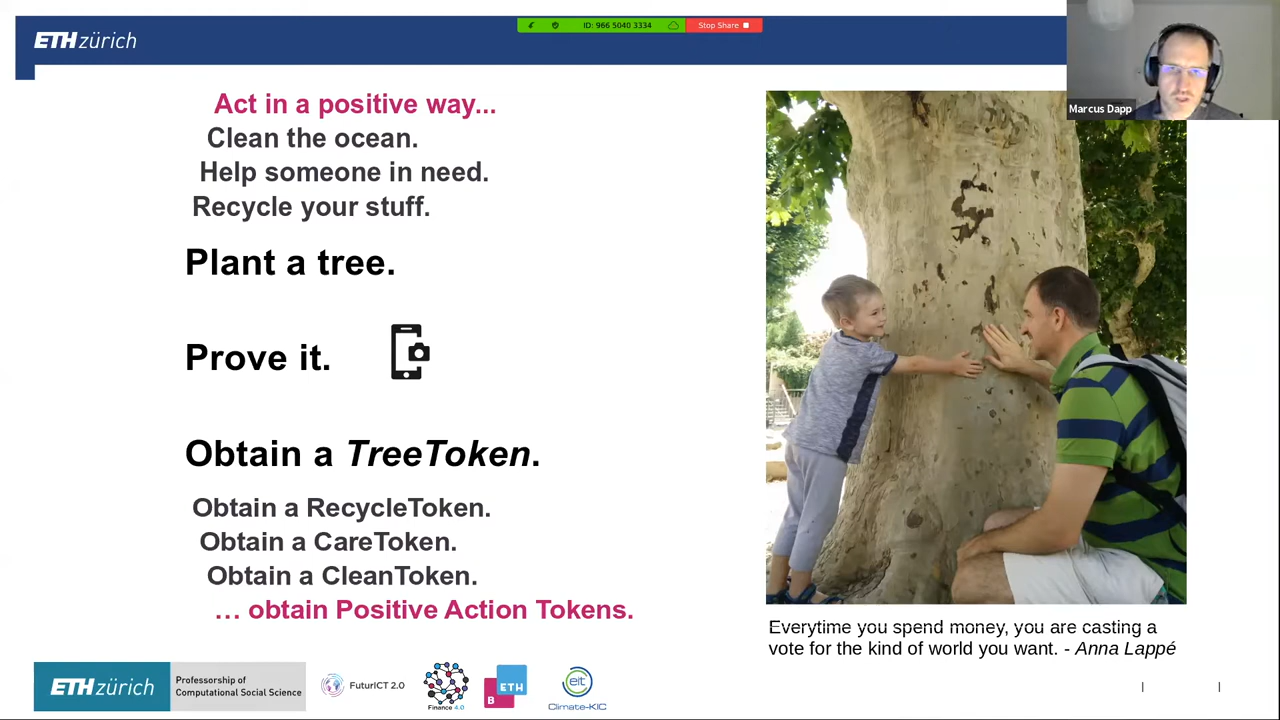 ETH zürich
ID: 966 5040 3334
Stop Share
Marcus Dapp
Act in a positive way...
Clean the ocean.
Help someone in need.
Recycle your stuff.
Plant a tree.
Prove it.
Obtain a TreeToken.
Obtain a RecycleToken.
Obtain a CareToken.
Obtain a CleanToken.
… obtain Positive Action Tokens.
Everytime you spend money, you are casting a
vote for the kind of world you want. - Anna Lappé
ETH zürich
Professorship of
Computational Social Science
FuturICT 2.0
Finance 4.0
B
ETH
eit
Climate-KIC